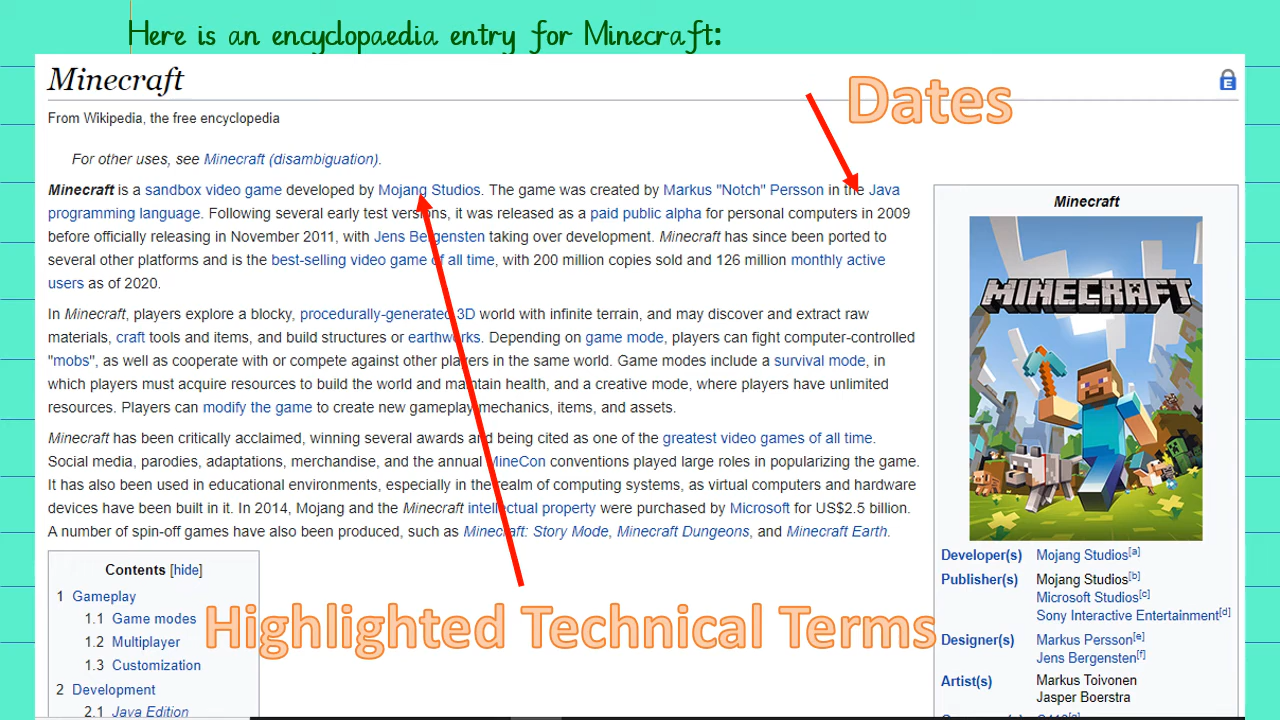 Here is an encyclopaedia entry for Minecraft:
Minecraft
Dates
From Wikipedia, the free encyclopedia
For other uses, see Minecraft (disambiguation).
Minecraft is a sandbox video game developed by Mojang Studios. The game was created by Markus "Notch" Persson in the Java
programming language. Following several early test versions, it was released as a paid public alpha for personal computers in 2009
before officially releasing in November 2011, with Jens Bergensten taking over development. Minecraft has since been ported to
several other platforms and is the best-selling video game of all time, with 200 million copies sold and 126 million monthly active
users as of 2020.
In Minecraft, players explore a blocky, procedurally-generated 3D world with infinite terrain, and may discover and extract raw
materials, craft tools and items, and build structures or earthworks. Depending on game mode, players can fight computer-controlled
"mobs", as well as cooperate with or compete against other players in the same world. Game modes include a survival mode, in
which players must acquire resources to build the world and maintain health, and a creative mode, where players have unlimited
resources. Players can modify the game to create new gameplay mechanics, items, and assets.
Minecraft has been critically acclaimed, winning several awards and being cited as one of the greatest video games of all time.
Social media, parodies, adaptations, merchandise, and the annual MineCon conventions played large roles in popularizing the game.
It has also been used in educational environments, especially in the realm of computing systems, as virtual computers and hardware
devices have been built in it. In 2014, Mojang and the Minecraft intellectual property were purchased by Microsoft for US$2.5 billion.
A number of spin-off games have also been produced, such as Minecraft: Story Mode, Minecraft Dungeons, and Minecraft Earth.
Contents [hide]
1 Gameplay
1.1 Game modes
1.2 Multiplayer
1.3 Customization
2 Development
2.1 Java Edition
Highlighted Technical Terms
E
Minecraft
MINECRAFT
Developer(s) Mojang Studios[a]
Publisher(s) Mojang Studios[b]
Microsoft Studios[c]
Sony Interactive Entertainment[d]
Designer(s) Markus Persson[e]
Jens Bergensten[f]
Artist(s) Markus Toivonen
Jasper Boerstra